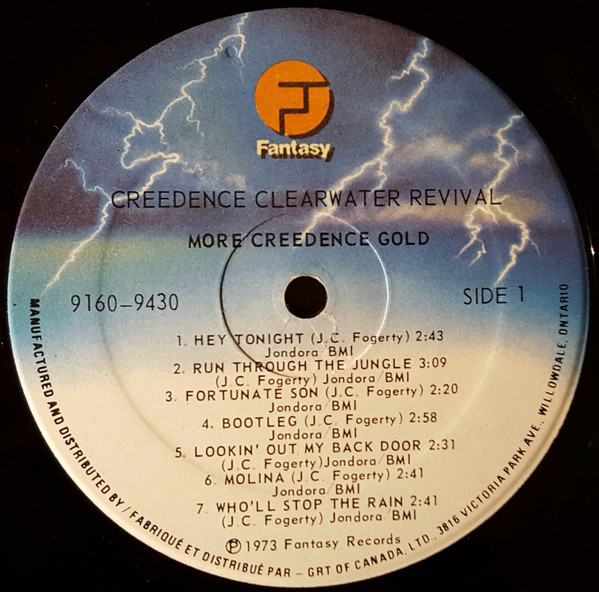 Fantasy
CREEDENCE CLEARWATER REVIVAL
MORE CREEDENCE GOLD
9160-9430
SIDE 1
1. HEY TONIGHT (J.C. Fogerty) 2:43
Jondora/BMI
2. RUN THROUGH THE JUNGLE 3:09
(J.C. Fogerty) Jondora/BMI
3. FORTUNATE SON (J.C. Fogerty) 2:20
Jondora/BMI
4. BOOTLEG (J.C. Fogerty) 2:58
Jondora/BMI
5. LOOKIN' OUT MY BACK DOOR 2:31
(J.C. Fogerty)Jondora/BMI
6. MOLINA (J.C. Fogerty) 2:41
Jondora/BMI
7. WHO'LL STOP THE RAIN 2:41
(J.C. Fogerty) Jondora/BMI
℗ 1973 Fantasy Records
MANUFACTURED AND DISTRIBUTED BY/FABRIQUÉ ET DISTRIBUÉ PAR - GRT OF CANADA, LTD., 3816 VICTORIA PARK AVE., WILLOWDALE, ONTARIO